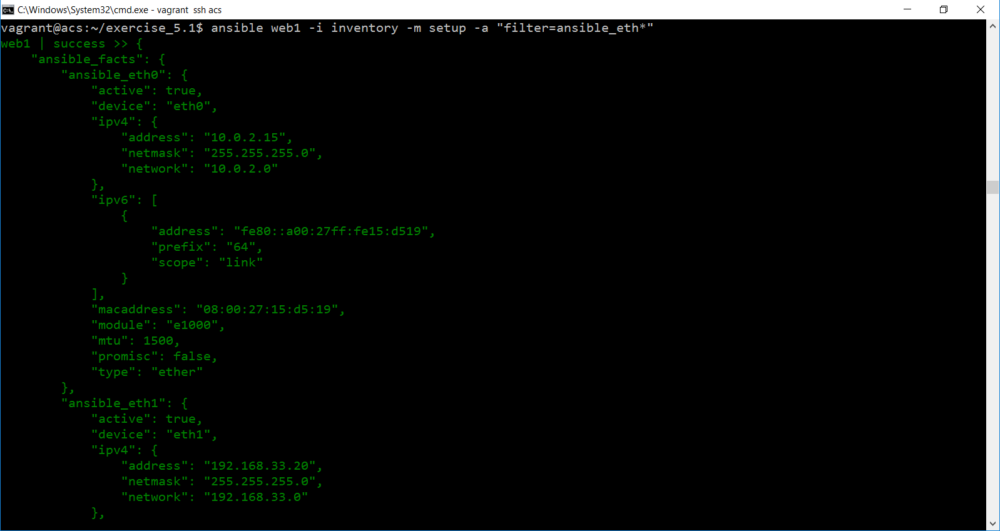 C:\Windows\System32\cmd.exe - vagrant  ssh acs
vagrant@acs:~/exercise_5.1$ ansible web1 -i inventory -m setup -a "filter=ansible_eth*"
web1 | success >> {
    "ansible_facts": {
        "ansible_eth0": {
            "active": true,
            "device": "eth0",
            "ipv4": {
                "address": "10.0.2.15",
                "netmask": "255.255.255.0",
                "network": "10.0.2.0"
            },
            "ipv6": [
                {
                    "address": "fe80::a00:27ff:fe15:d519",
                    "prefix": "64",
                    "scope": "link"
                }
            ],
            "macaddress": "08:00:27:15:d5:19",
            "module": "e1000",
            "mtu": 1500,
            "promisc": false,
            "type": "ether"
        },
        "ansible_eth1": {
            "active": true,
            "device": "eth1",
            "ipv4": {
                "address": "192.168.33.20",
                "netmask": "255.255.255.0",
                "network": "192.168.33.0"
            },